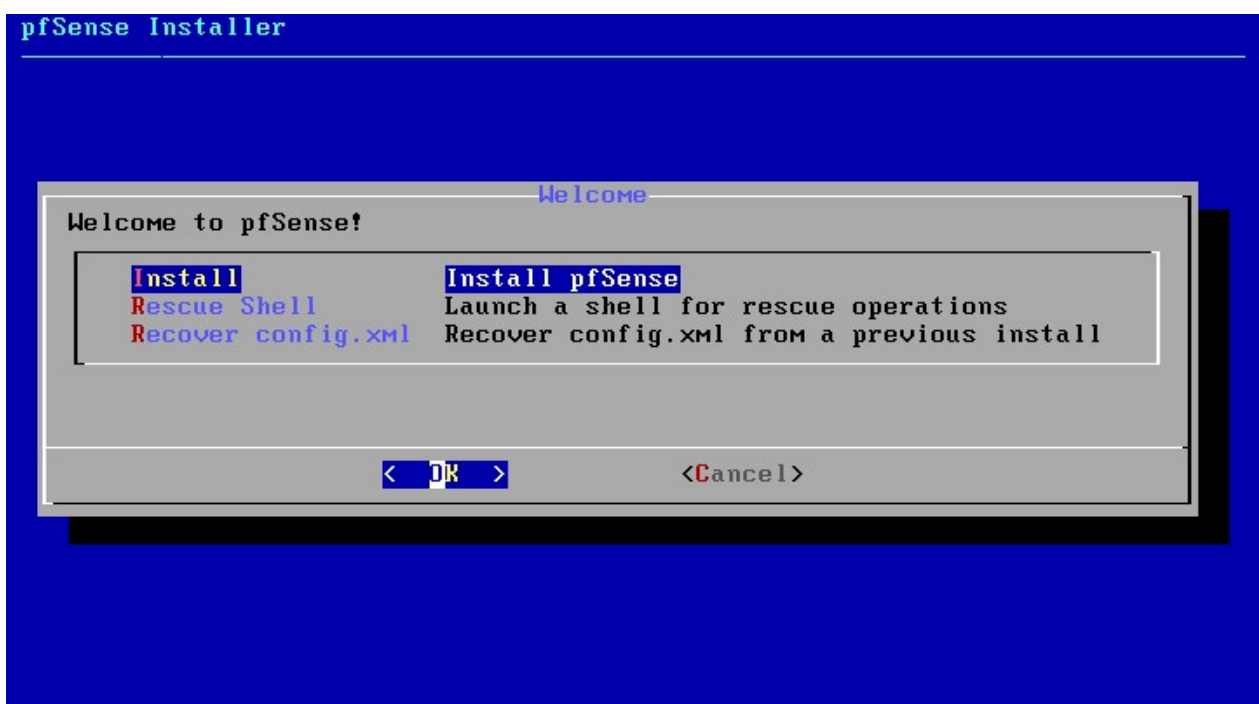 pfSense Installer
Welcome
Welcome to pfSense!
Install Install pfSense
Rescue Shell Launch a shell for rescue operations
Recover config.xml Recover config.xml from a previous install
< OK > <Cancel>